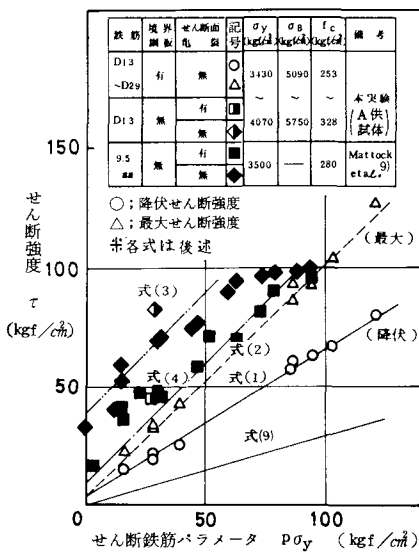 鉄筋 境界鋼板 せん断面亀裂 記号 σy (kgf/cm²) σB (kgf/cm²) fc (kgf/cm²) 備考
D13~D29 有 無 ○ △ 3430 5090 253
~ ~ ~
D13 無 有 無 4070 5750 328 本実験 (A供試体)
9.5mm 無 有 無 ■ ◆ 3500 — 280 Mattock etal. 9)
○;降伏せん断強度
△;最大せん断強度
※各式は後述
せん断強度 τ (kgf/cm²)
150
100
50
0
(最大)
(降伏)
式(3)
式(2)
式(4)
式(1)
式(9)
0 50 100 (kgf/cm²)
せん断鉄筋パラメータ pσy